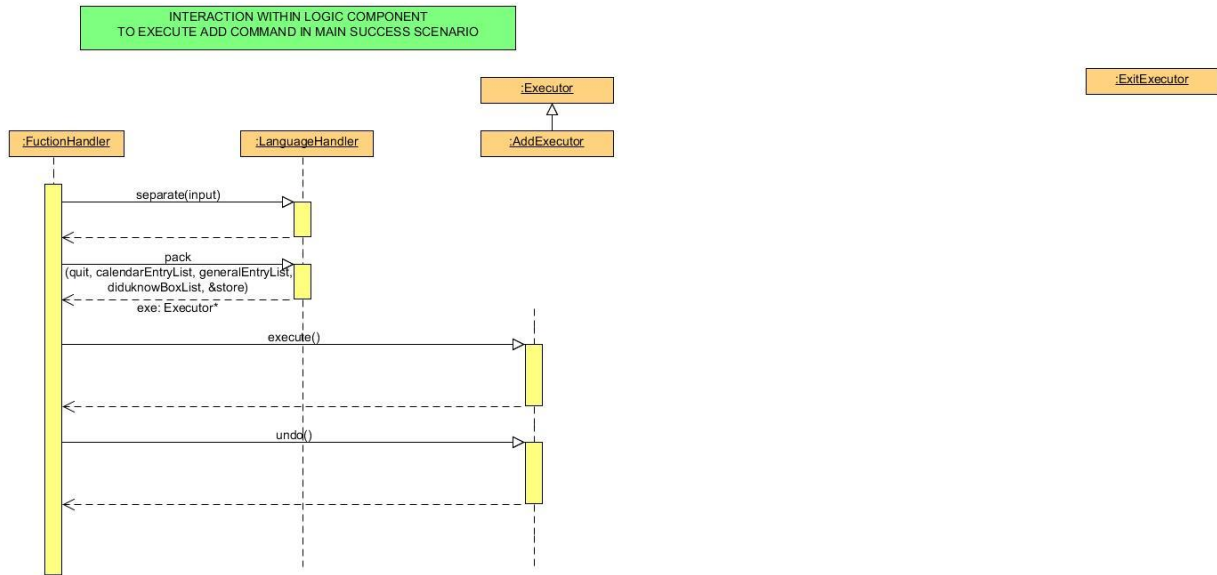 INTERACTION WITHIN LOGIC COMPONENT
TO EXECUTE ADD COMMAND IN MAIN SUCCESS SCENARIO
:Executor
:ExitExecutor
:FuctionHandler
:LanguageHandler
:AddExecutor
separate(input)
pack
(quit, calendarEntryList, generalEntryList,
diduknowBoxList, &store)
exe: Executor*
execute()
undo()